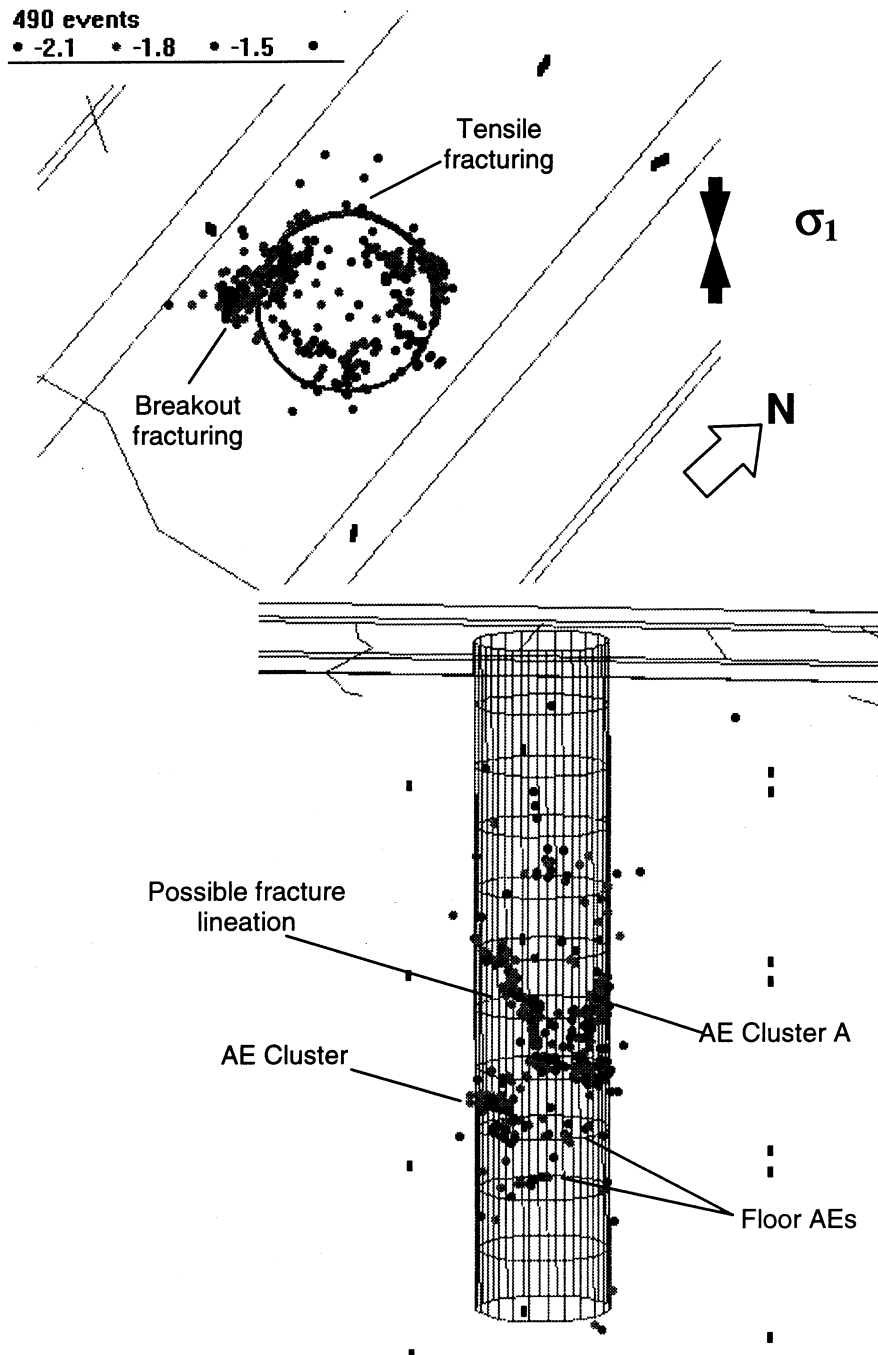 490 events
-2.1 -1.8 -1.5
Tensile
fracturing
σ1
Breakout
fracturing
N
Possible fracture
lineation
AE Cluster A
AE Cluster
Floor AEs